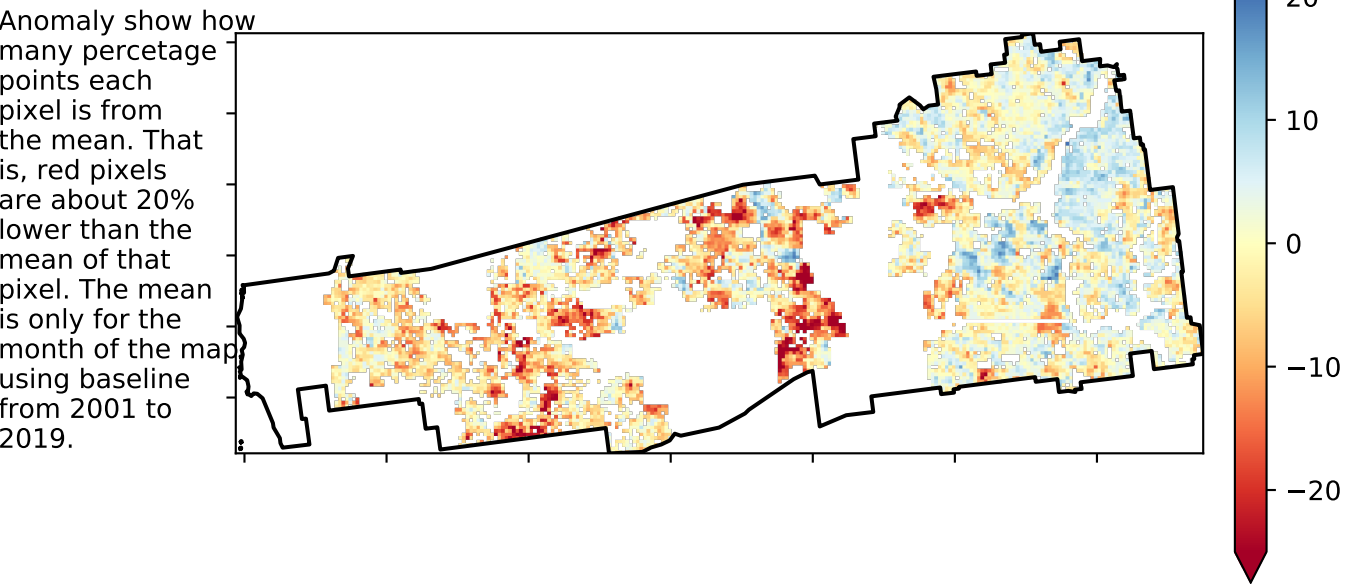 Anomaly show how
many percetage
points each
pixel is from
the mean. That
is, red pixels
are about 20%
lower than the
mean of that
pixel. The mean
is only for the
month of the map
using baseline
from 2001 to
2019.
20
10
0
−10
−20